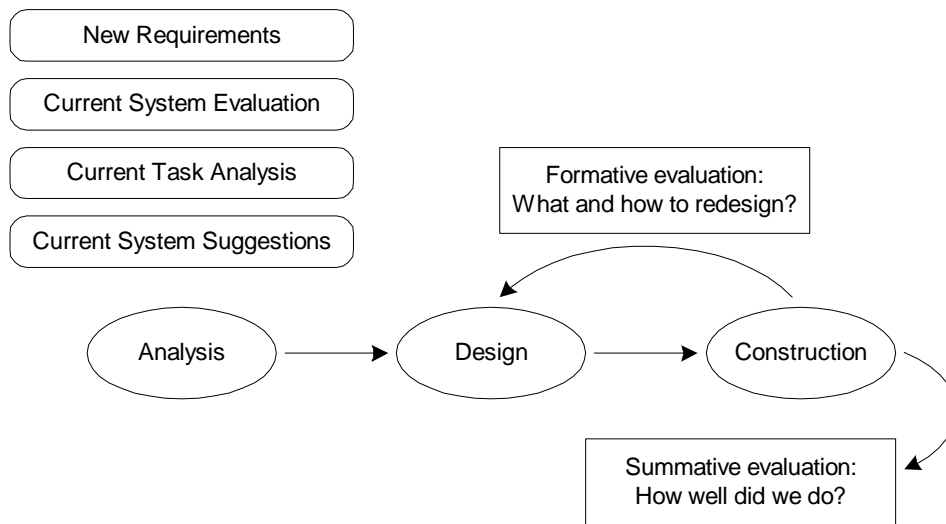 New Requirements
Current System Evaluation
Current Task Analysis
Current System Suggestions
Formative evaluation:
What and how to redesign?
Analysis
Design
Construction
Summative evaluation:
How well did we do?